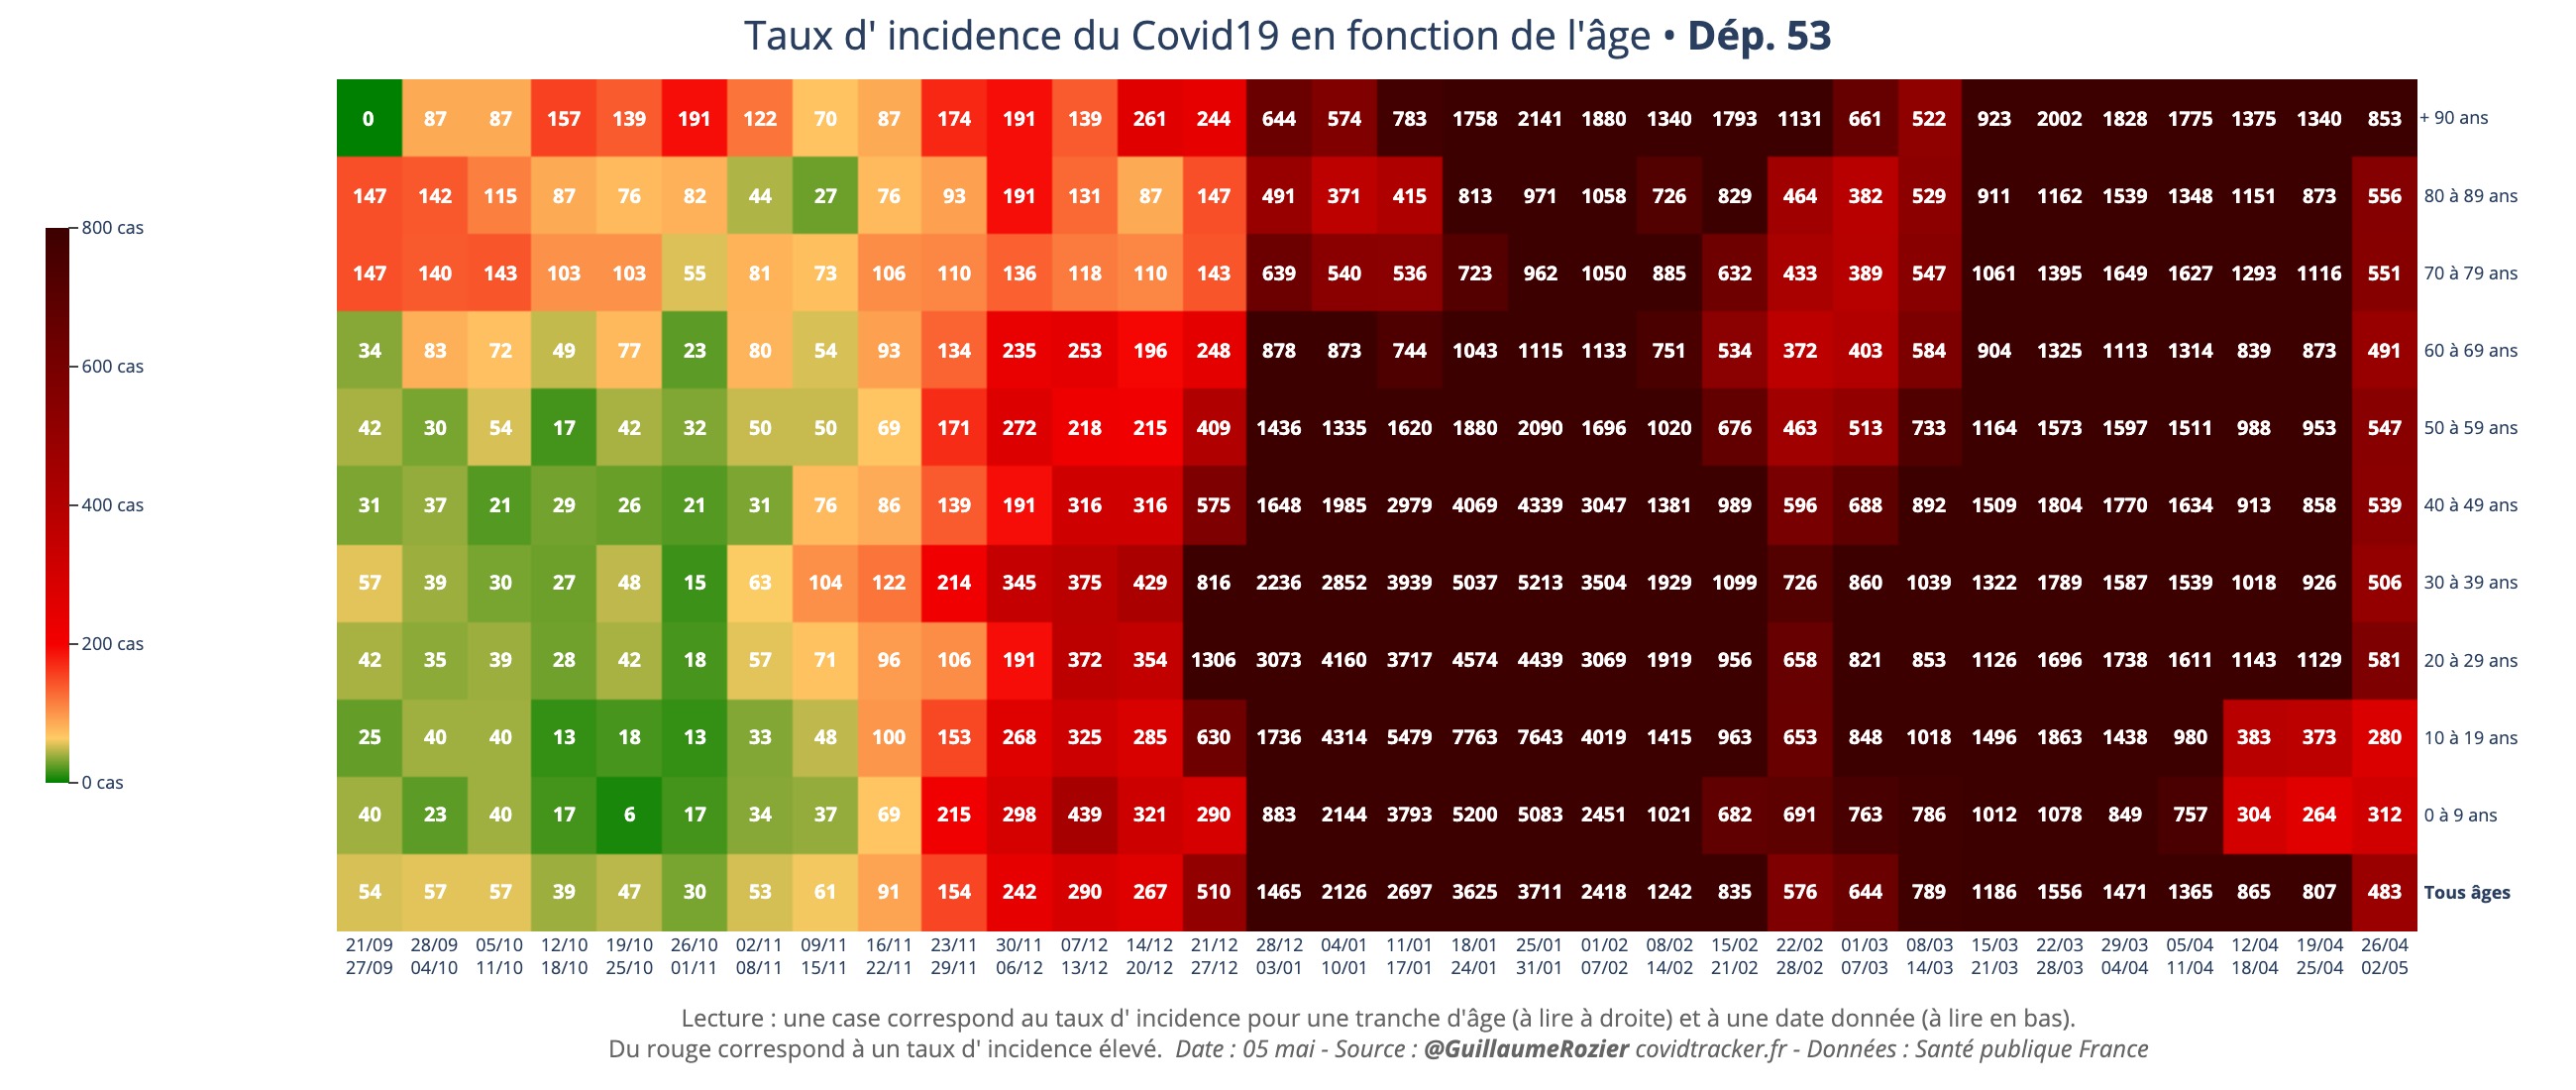 Taux d' incidence du Covid19 en fonction de l'âge • Dép. 53
0 87 87 157 139 191 122 70 87 174 191 139 261 244 644 574 783 1758 2141 1880 1340 1793 1131 661 522 923 2002 1828 1775 1375 1340 853 + 90 ans
147 142 115 87 76 82 44 27 76 93 191 131 87 147 491 371 415 813 971 1058 726 829 464 382 529 911 1162 1539 1348 1151 873 556 80 à 89 ans
800 cas
147 140 143 103 103 55 81 73 106 110 136 118 110 143 639 540 536 723 962 1050 885 632 433 389 547 1061 1395 1649 1627 1293 1116 551 70 à 79 ans
34 83 72 49 77 23 80 54 93 134 235 253 196 248 878 873 744 1043 1115 1133 751 534 372 403 584 904 1325 1113 1314 839 873 491 60 à 69 ans
600 cas
42 30 54 17 42 32 50 50 69 171 272 218 215 409 1436 1335 1620 1880 2090 1696 1020 676 463 513 733 1164 1573 1597 1511 988 953 547 50 à 59 ans
400 cas
31 37 21 29 26 21 31 76 86 139 191 316 316 575 1648 1985 2979 4069 4339 3047 1381 989 596 688 892 1509 1804 1770 1634 913 858 539 40 à 49 ans
57 39 30 27 48 15 63 104 122 214 345 375 429 816 2236 2852 3939 5037 5213 3504 1929 1099 726 860 1039 1322 1789 1587 1539 1018 926 506 30 à 39 ans
200 cas
42 35 39 28 42 18 57 71 96 106 191 372 354 1306 3073 4160 3717 4574 4439 3069 1919 956 658 821 853 1126 1696 1738 1611 1143 1129 581 20 à 29 ans
25 40 40 13 18 13 33 48 100 153 268 325 285 630 1736 4314 5479 7763 7643 4019 1415 963 653 848 1018 1496 1863 1438 980 383 373 280 10 à 19 ans
0 cas
40 23 40 17 6 17 34 37 69 215 298 439 321 290 883 2144 3793 5200 5083 2451 1021 682 691 763 786 1012 1078 849 757 304 264 312 0 à 9 ans
54 57 57 39 47 30 53 61 91 154 242 290 267 510 1465 2126 2697 3625 3711 2418 1242 835 576 644 789 1186 1556 1471 1365 865 807 483 Tous âges
21/09 28/09 05/10 12/10 19/10 26/10 02/11 09/11 16/11 23/11 30/11 07/12 14/12 21/12 28/12 04/01 11/01 18/01 25/01 01/02 08/02 15/02 22/02 01/03 08/03 15/03 22/03 29/03 05/04 12/04 19/04 26/04
27/09 04/10 11/10 18/10 25/10 01/11 08/11 15/11 22/11 29/11 06/12 13/12 20/12 27/12 03/01 10/01 17/01 24/01 31/01 07/02 14/02 21/02 28/02 07/03 14/03 21/03 28/03 04/04 11/04 18/04 25/04 02/05
Lecture : une case correspond au taux d' incidence pour une tranche d'âge (à lire à droite) et à une date donnée (à lire en bas).
Du rouge correspond à un taux d' incidence élevé. Date : 05 mai - Source : @GuillaumeRozier covidtracker.fr - Données : Santé publique France